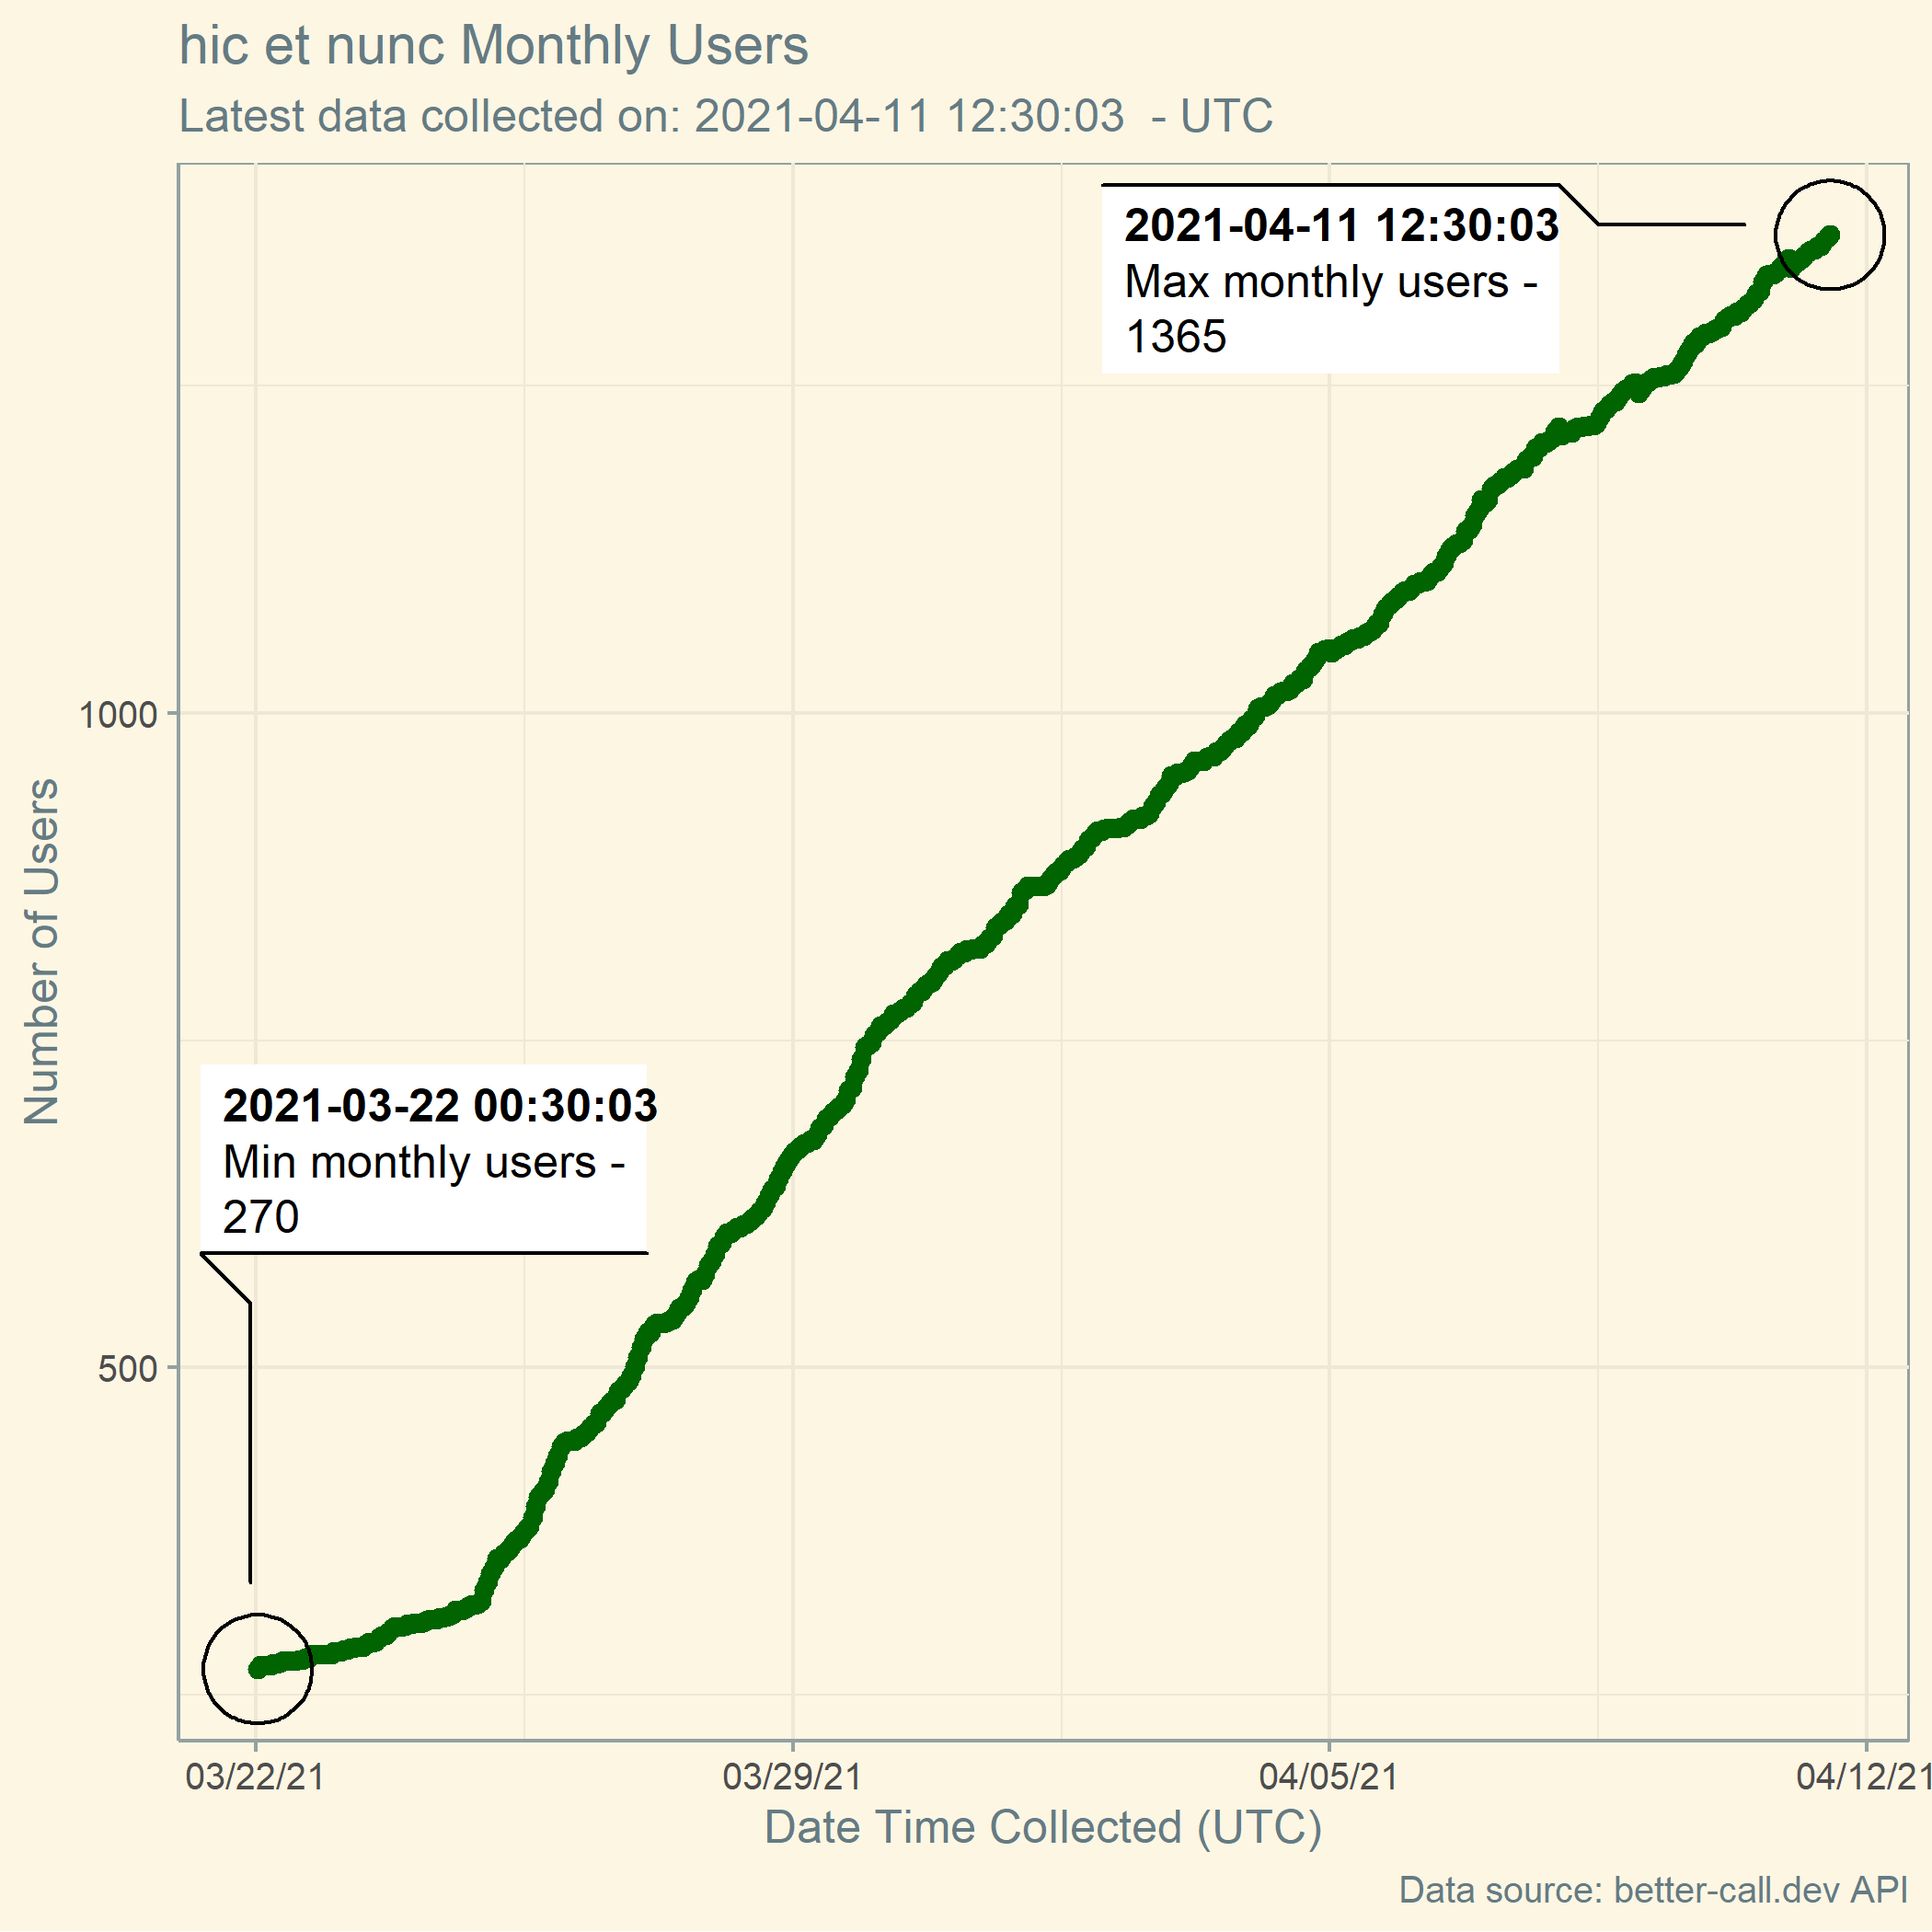 hic et nunc Monthly Users
Latest data collected on: 2021-04-11 12:30:03  - UTC
2021-04-11 12:30:03
Max monthly users -
1365
1000
Number of Users
2021-03-22 00:30:03
Min monthly users -
270
500
03/22/21 03/29/21 04/05/21 04/12/21
Date Time Collected (UTC)
Data source: better-call.dev API